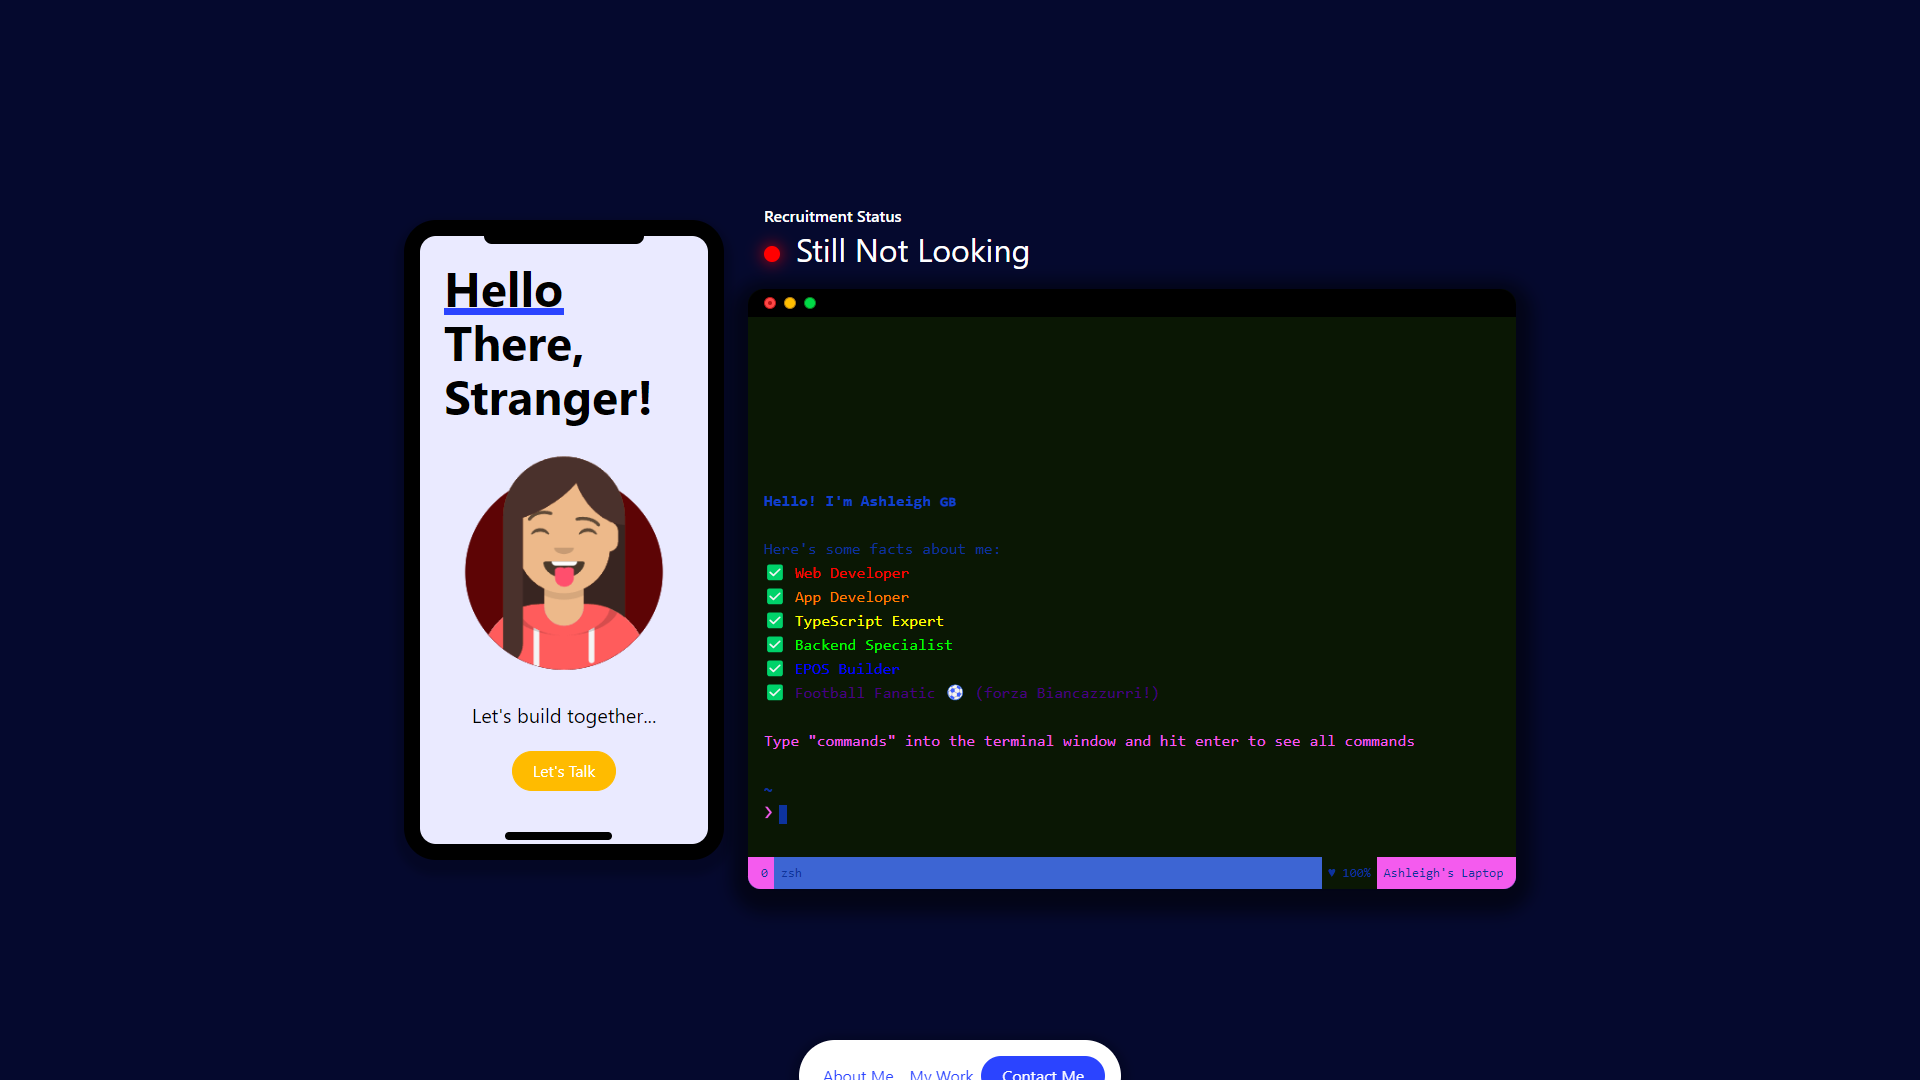 Hello
There,
Stranger!
Let's build together...
Let's Talk
Recruitment Status
Still Not Looking
Hello! I'm Ashleigh GB
Here's some facts about me:
✅ Web Developer
✅ App Developer
✅ TypeScript Expert
✅ Backend Specialist
✅ EPOS Builder
✅ Football Fanatic ⚽ (forza Biancazzurri!)
Type "commands" into the terminal window and hit enter to see all commands
~
❯
0 zsh ♥ 100% Ashleigh's Laptop
About Me My Work Contact Me